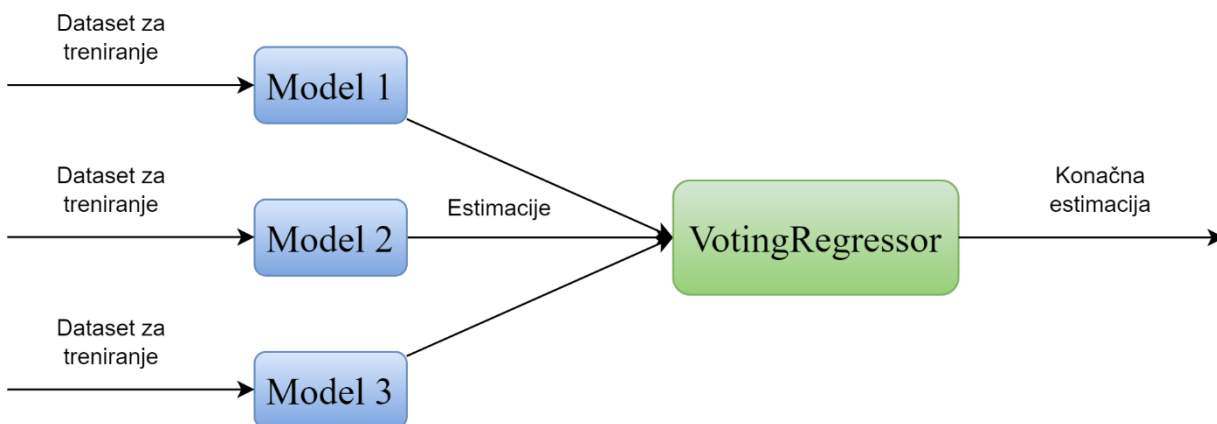 Dataset za
treniranje
Model 1
Dataset za
treniranje
Model 2
Estimacije
VotingRegressor
Konačna
estimacija
Dataset za
treniranje
Model 3